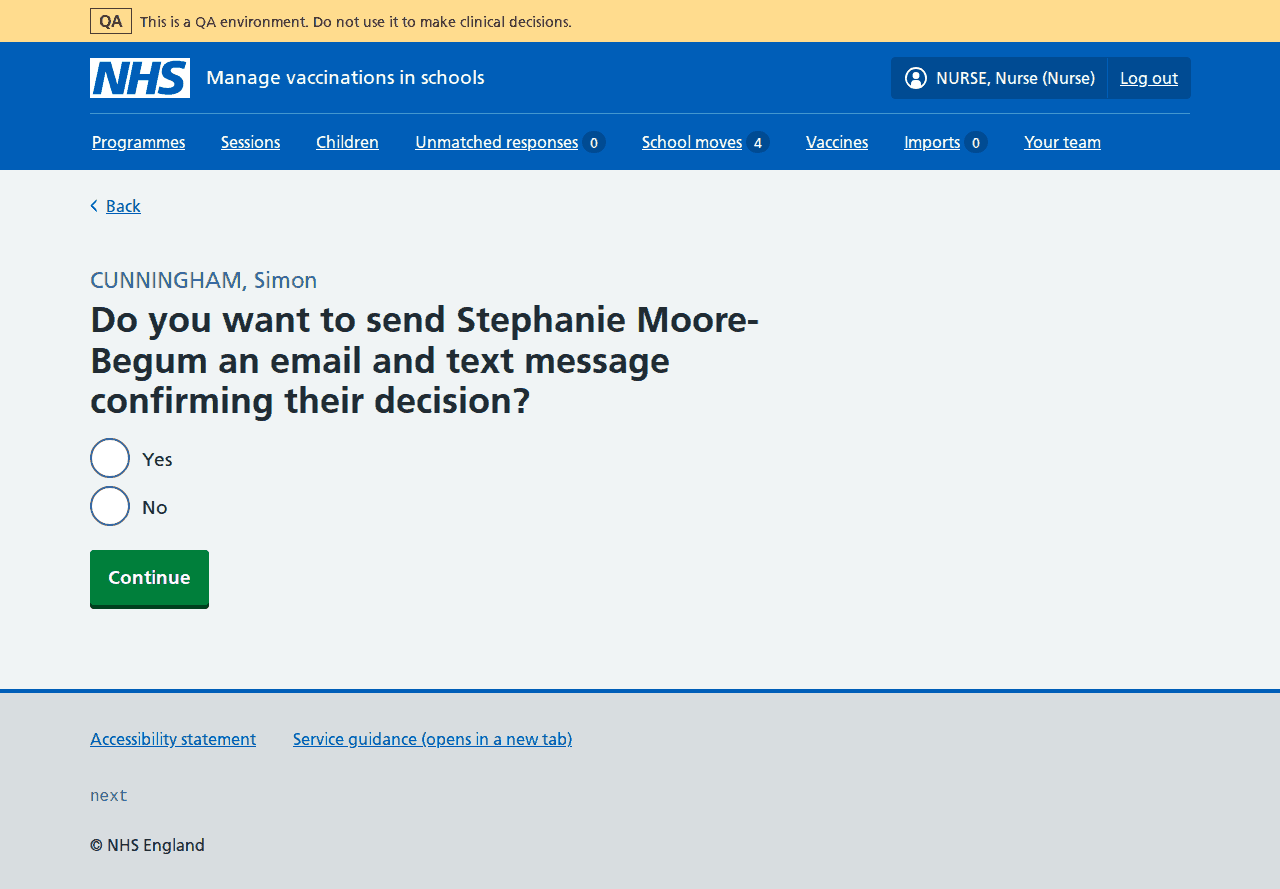 QA This is a QA environment. Do not use it to make clinical decisions.
NHS Manage vaccinations in schools NURSE, Nurse (Nurse) Log out
Programmes Sessions Children Unmatched responses 0 School moves 4 Vaccines Imports 0 Your team
Back
CUNNINGHAM, Simon
Do you want to send Stephanie Moore-
Begum an email and text message
confirming their decision?
Yes
No
Continue
Accessibility statement Service guidance (opens in a new tab)
next
© NHS England